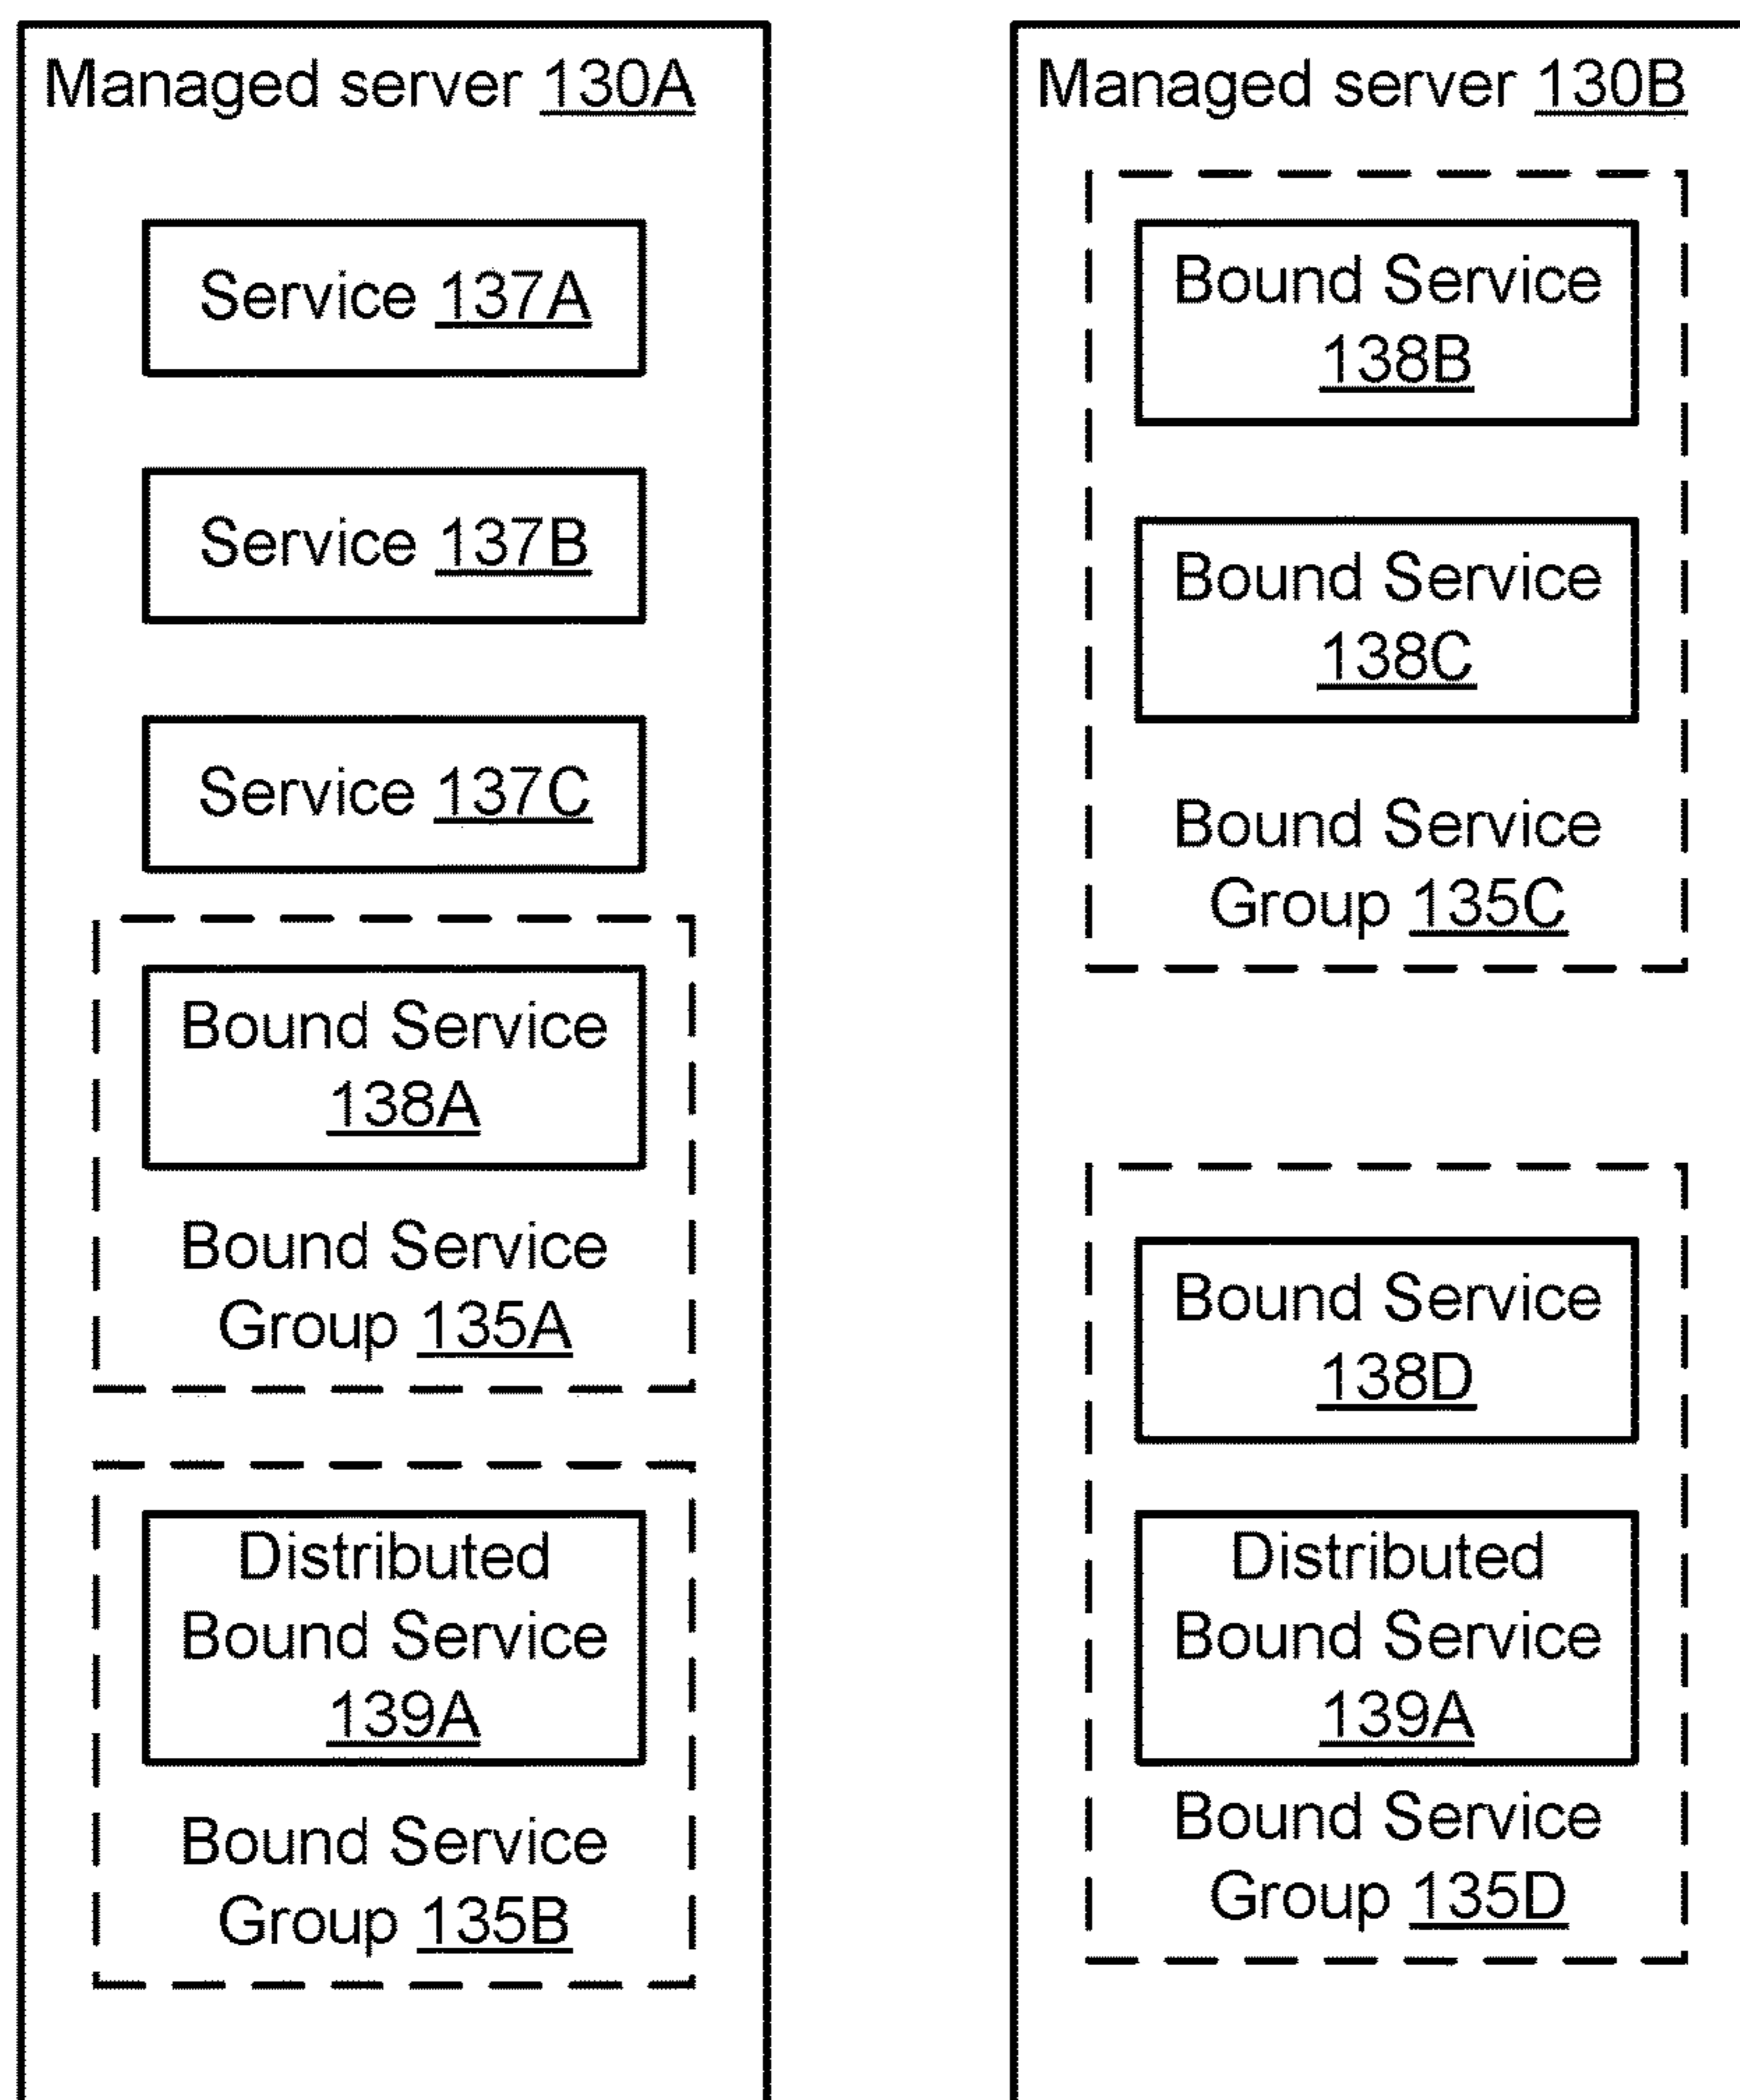 Managed server 130A
Service 137A
Service 137B
Service 137C
Bound Service
138A
Bound Service
Group 135A
Distributed
Bound Service
139A
Bound Service
Group 135B
Managed server 130B
Bound Service
138B
Bound Service
138C
Bound Service
Group 135C
Bound Service
138D
Distributed
Bound Service
139A
Bound Service
Group 135D